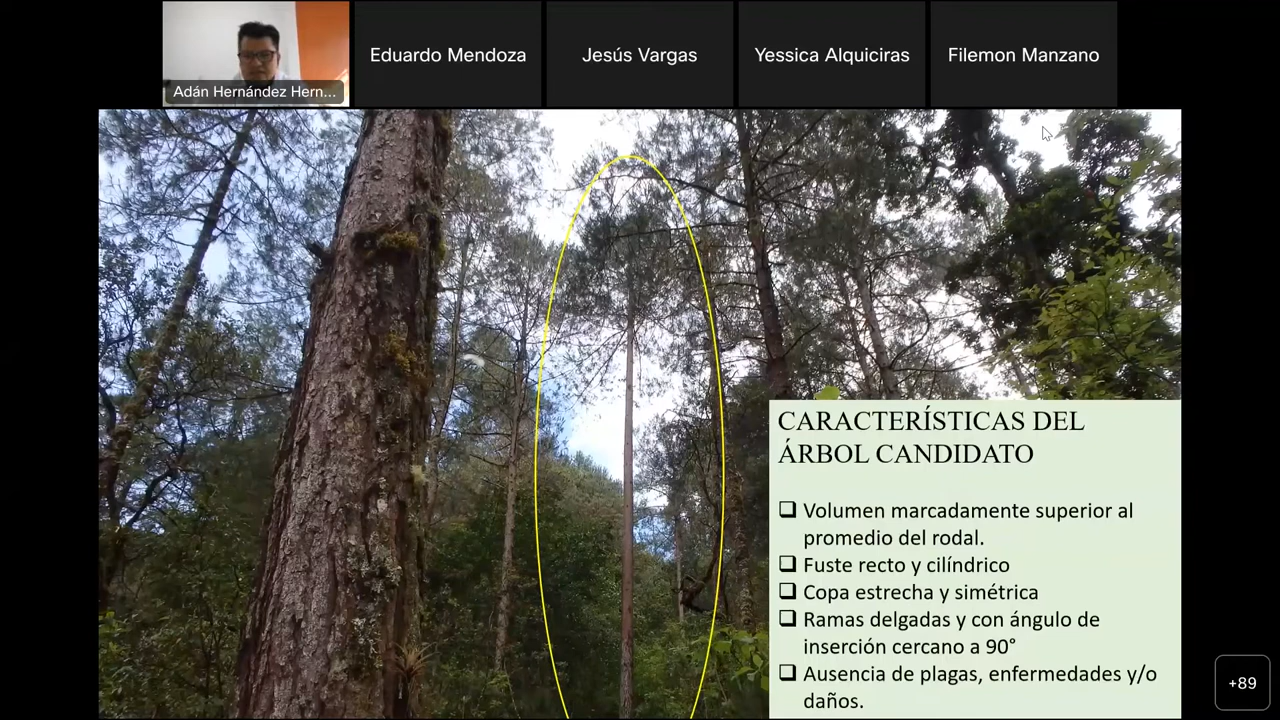 Adán Hernández Hern...
Eduardo Mendoza
Jesús Vargas
Yessica Alquiciras
Filemon Manzano
CARACTERÍSTICAS DEL
ÁRBOL CANDIDATO
Volumen marcadamente superior al
promedio del rodal.
Fuste recto y cilíndrico
Copa estrecha y simétrica
Ramas delgadas y con ángulo de
inserción cercano a 90°
Ausencia de plagas, enfermedades y/o
daños.
+89